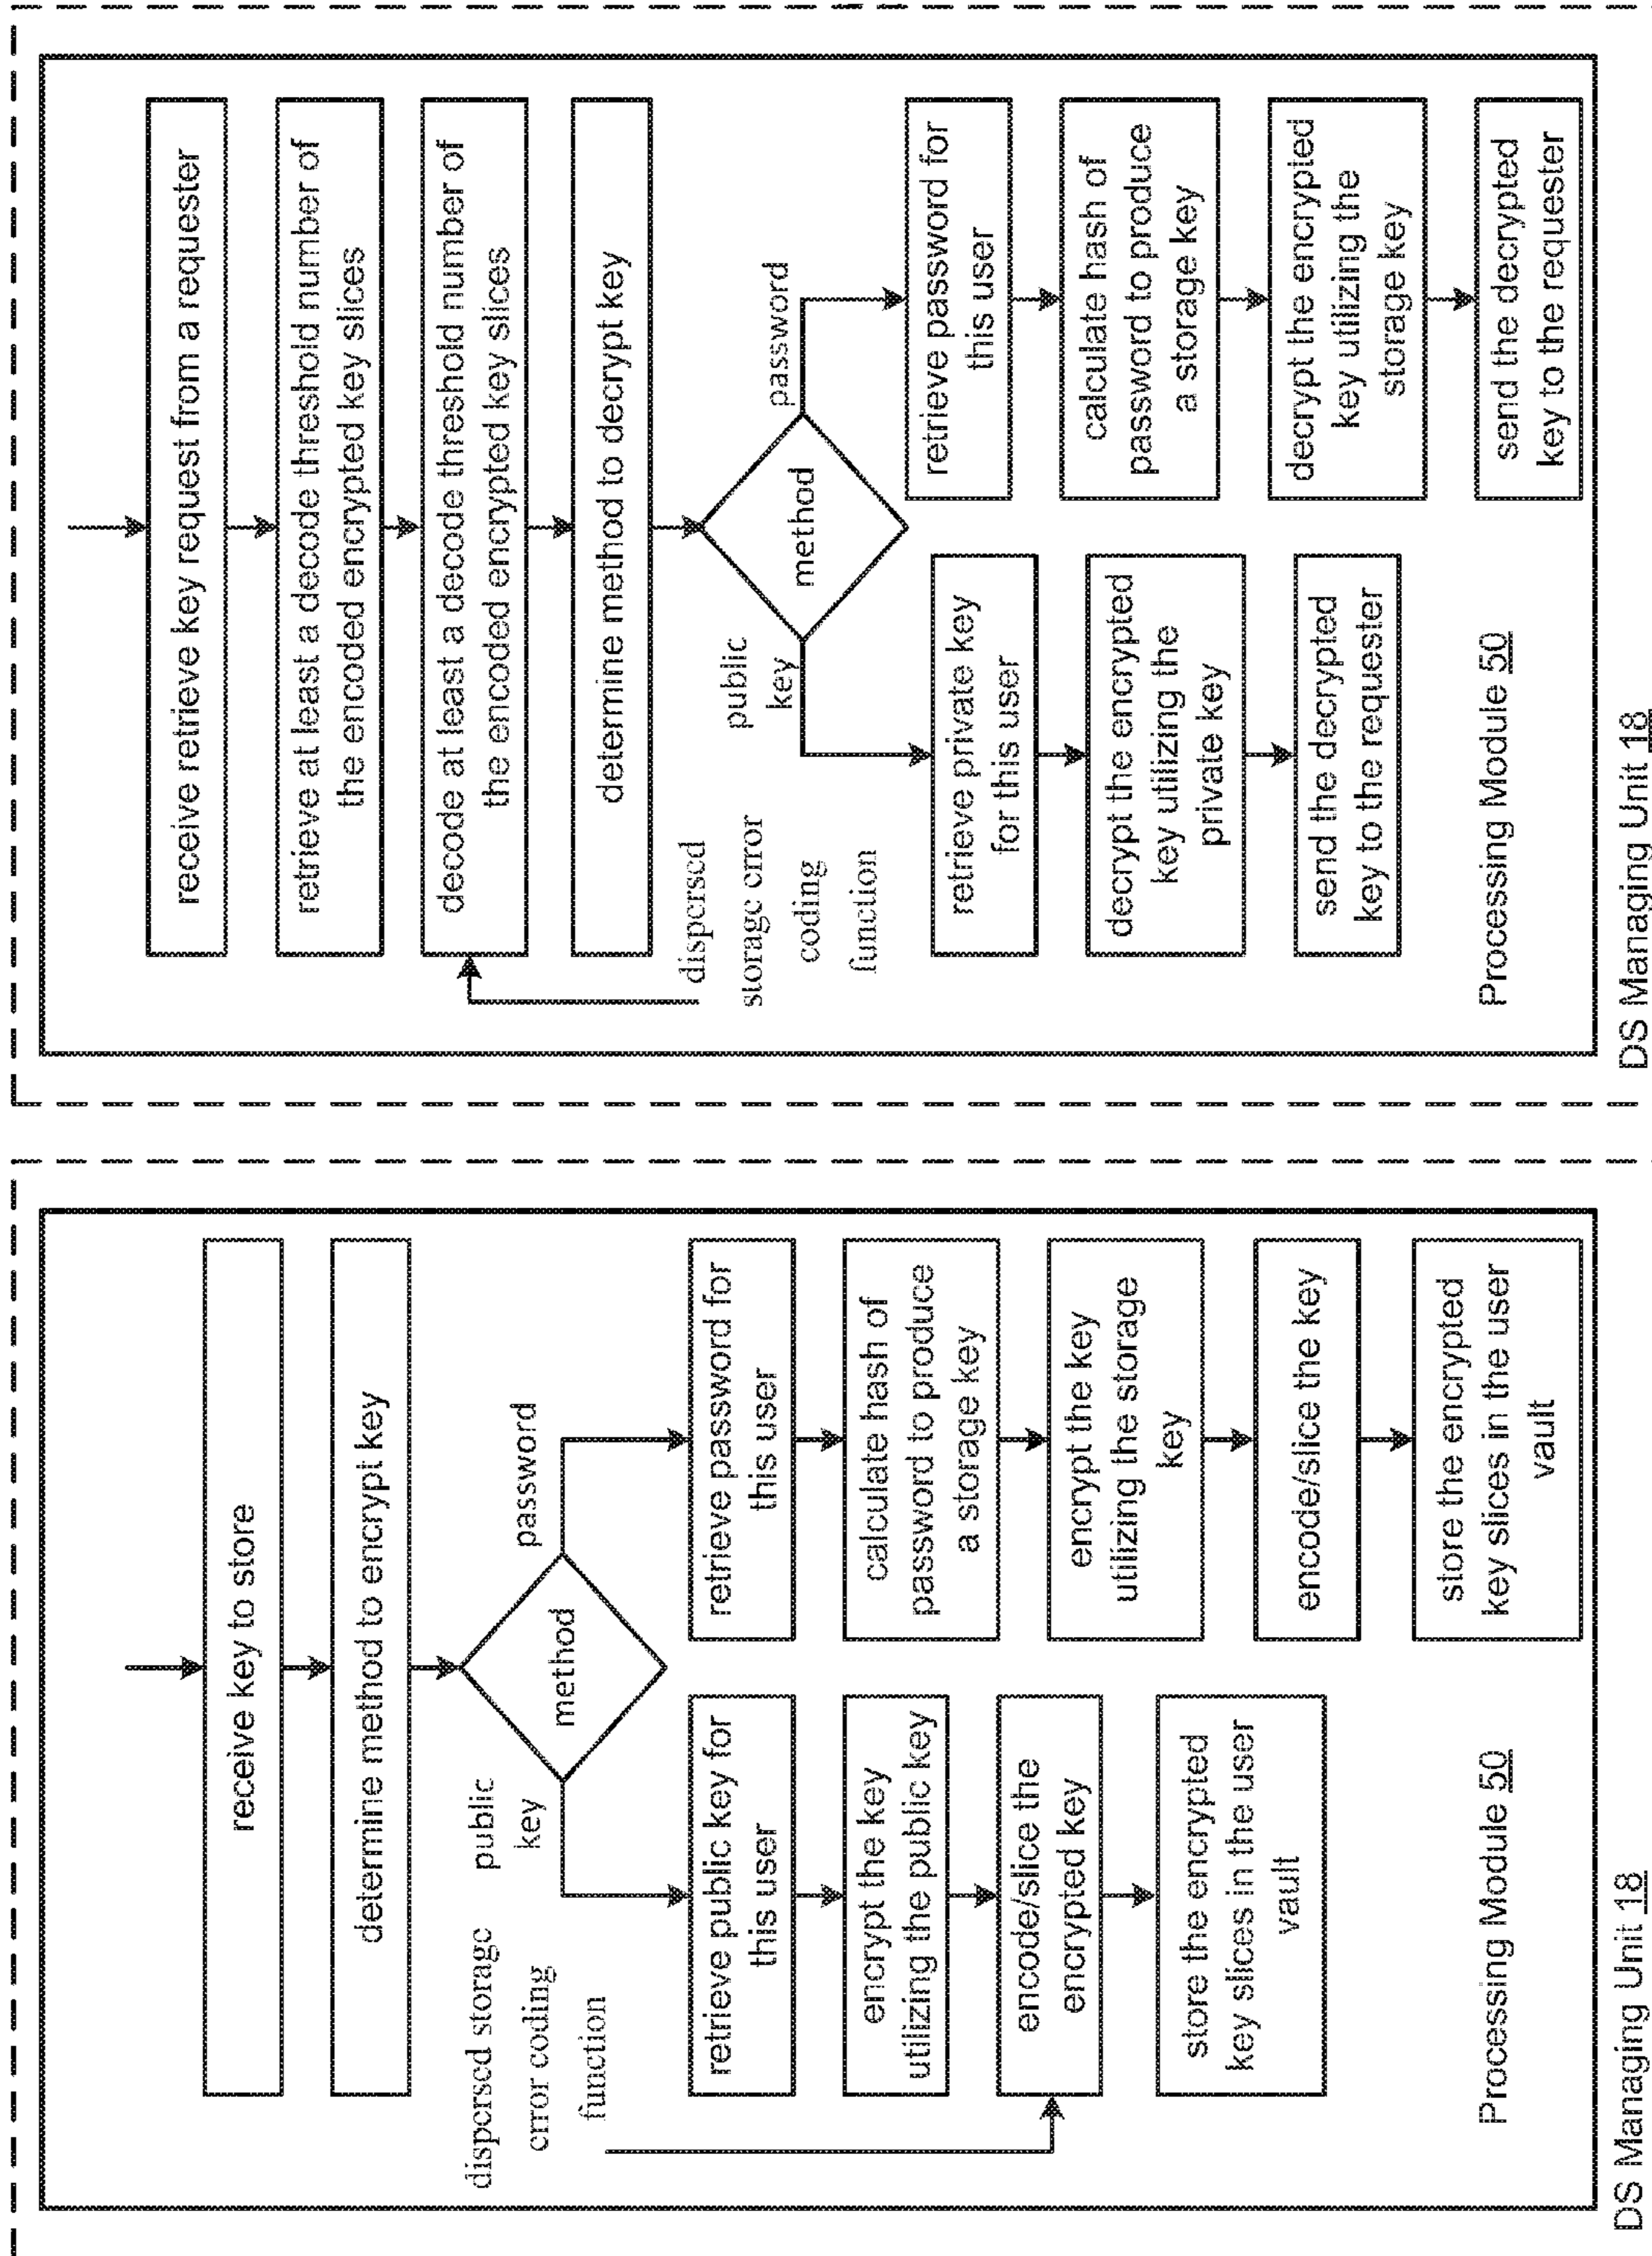 receive key to store
determine method to encrypt key
method
public
key
password
dispersed storage
error coding
function
retrieve public key for
this user
encrypt the key
utilizing the public key
encode/slice the
encrypted key
store the encrypted
key slices in the user
vault
retrieve password for
this user
calculate hash of
password to produce
a storage key
encrypt the key
utilizing the storage
key
encode/slice the key
store the encrypted
key slices in the user
vault
Processing Module 50
DS Managing Unit 18
receive retrieve key request from a requester
retrieve at least a decode threshold number of
the encoded encrypted key slices
decode at least a decode threshold number of
the encoded encrypted key slices
determine method to decrypt key
method
public
key
password
dispersed
storage error
coding
function
retrieve private key
for this user
decrypt the encrypted
key utilizing the
private key
send the decrypted
key to the requester
retrieve password for
this user
calculate hash of
password to produce
a storage key
decrypt the encrypted
key utilizing the
storage key
send the decrypted
key to the requester
Processing Module 50
DS Managing Unit 18